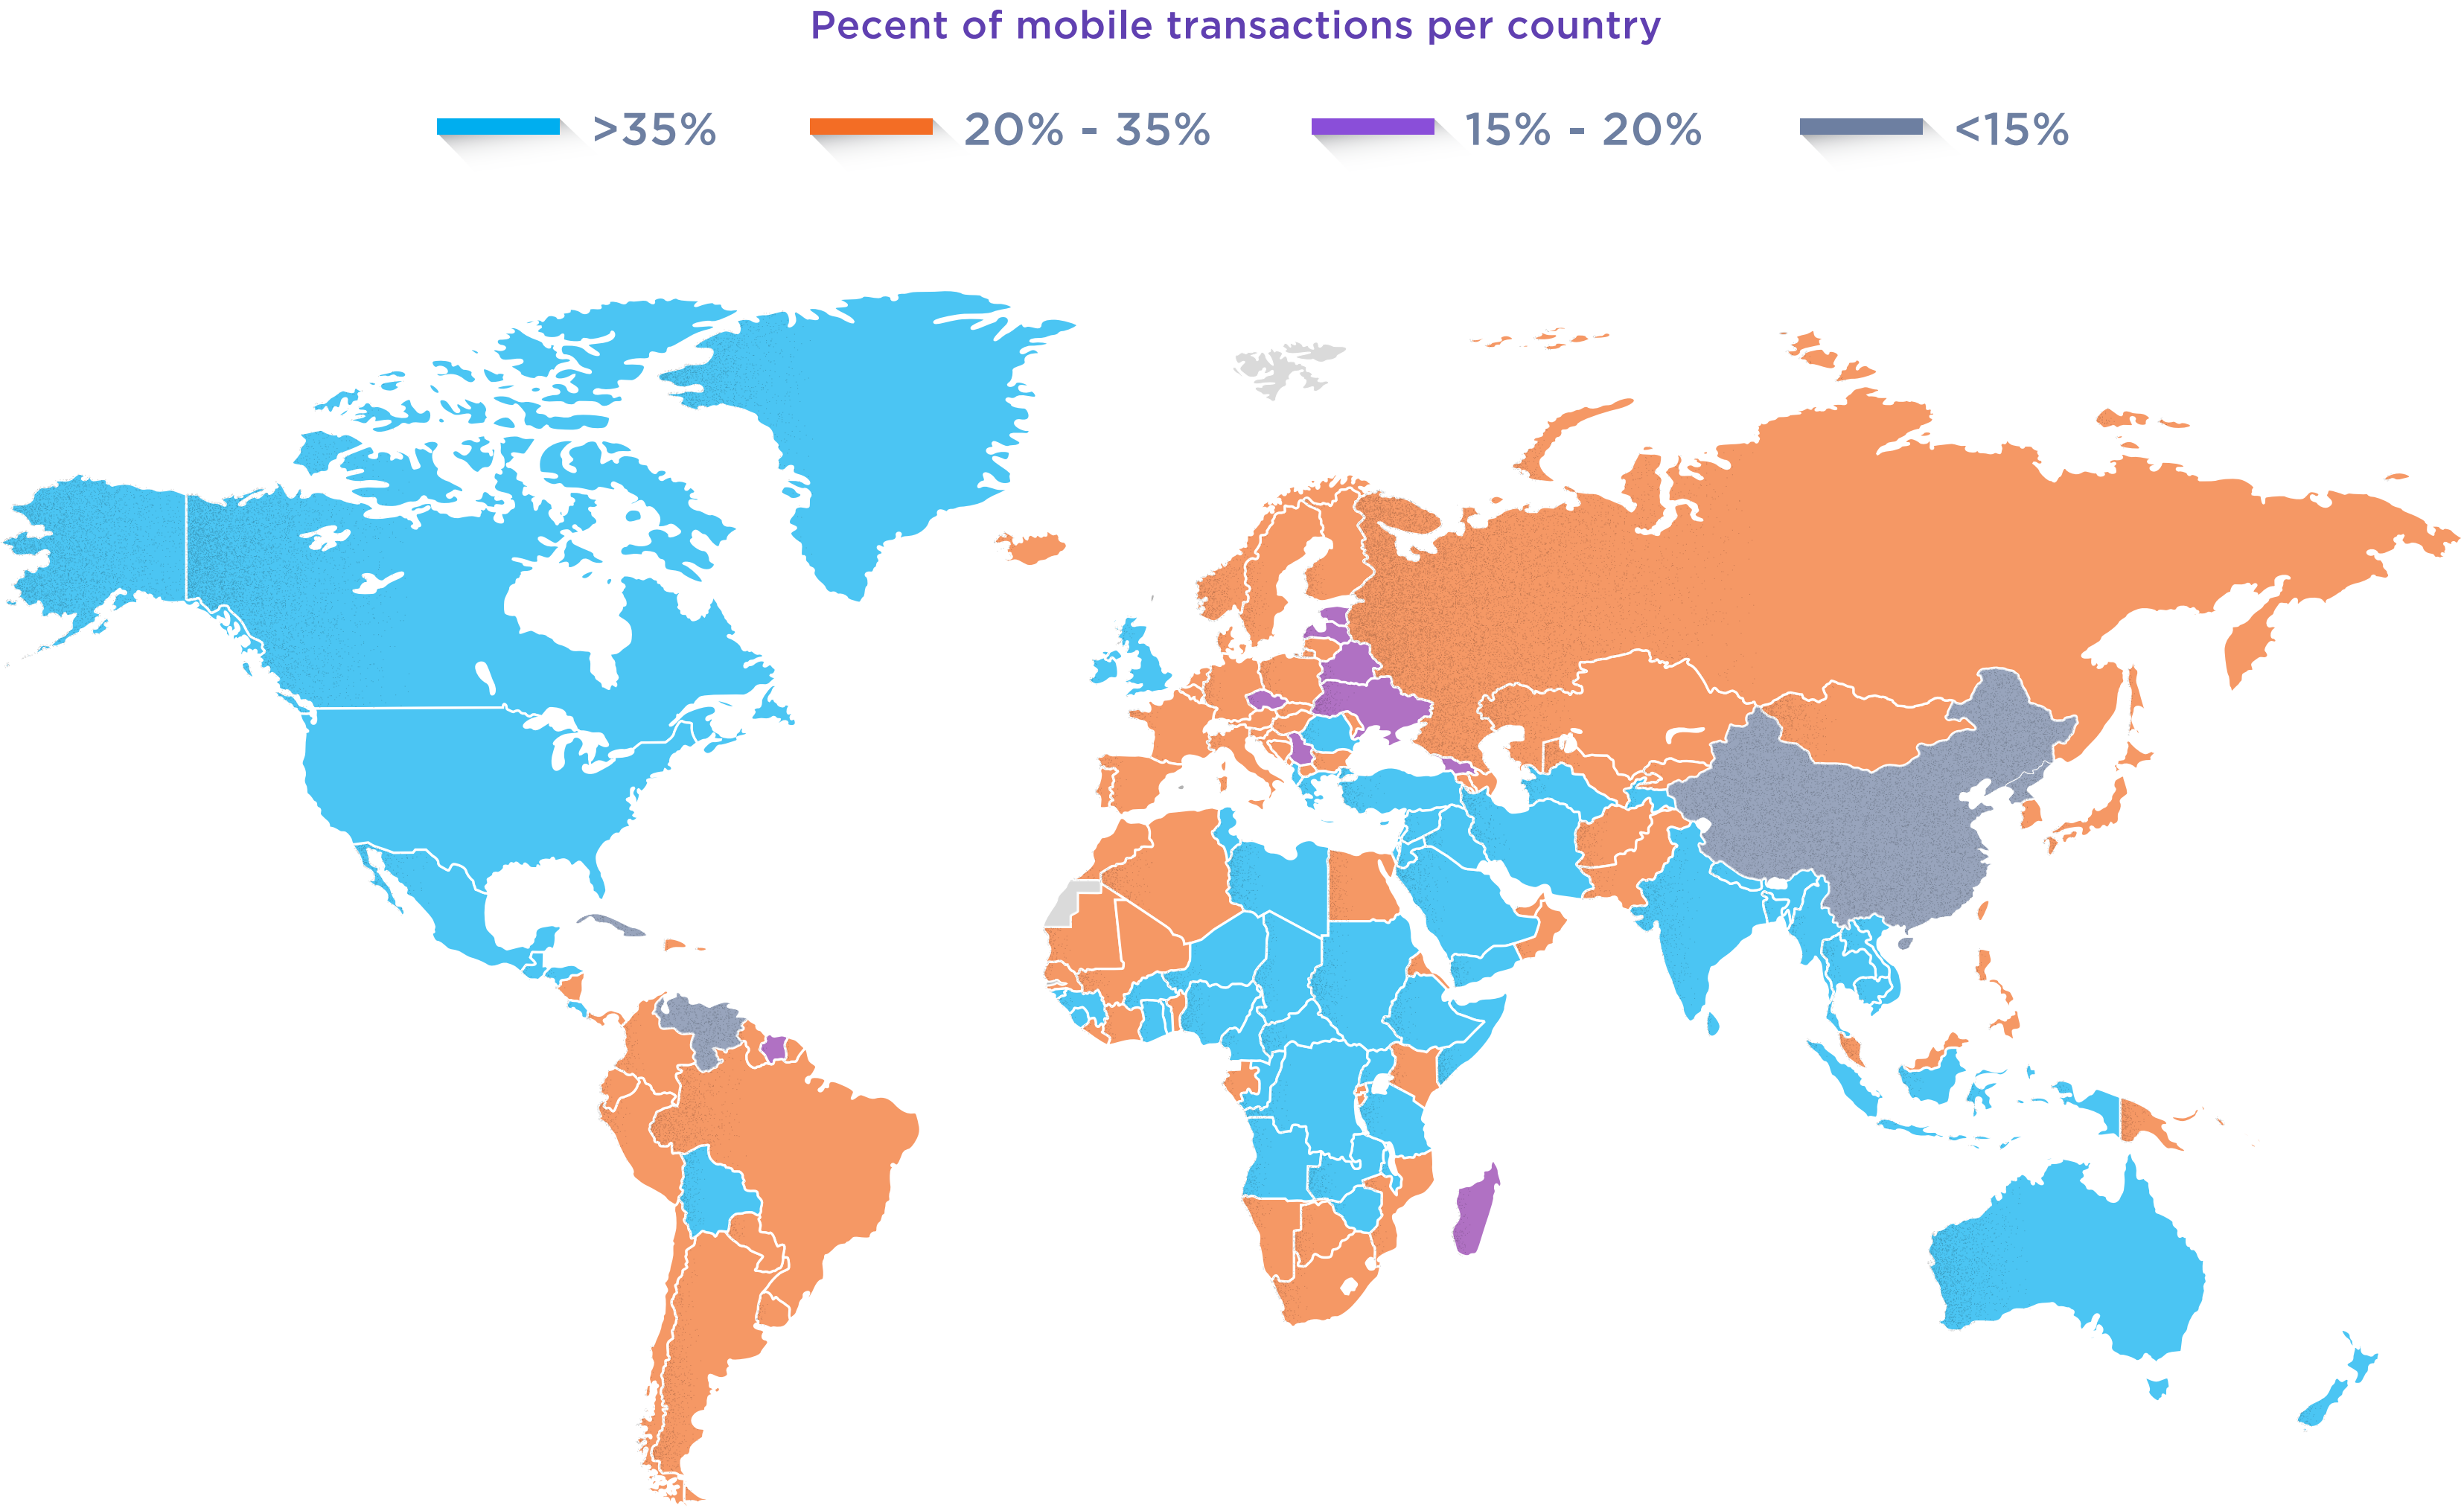 Pecent of mobile transactions per country
>35% 20% - 35% 15% - 20% <15%